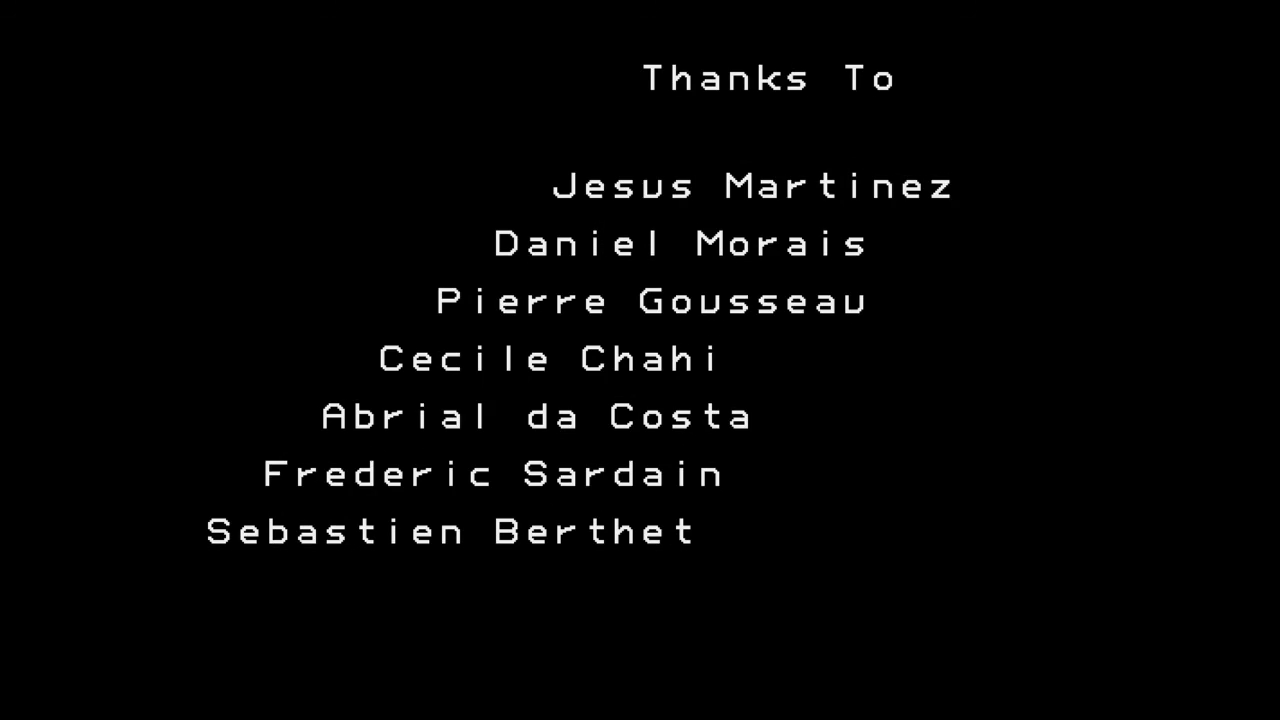 Thanks To
Jesus Martinez
Daniel Morais
Pierre Gousseau
Cecile Chahi
Abrial da Costa
Frederic Sardain
Sebastien Berthet